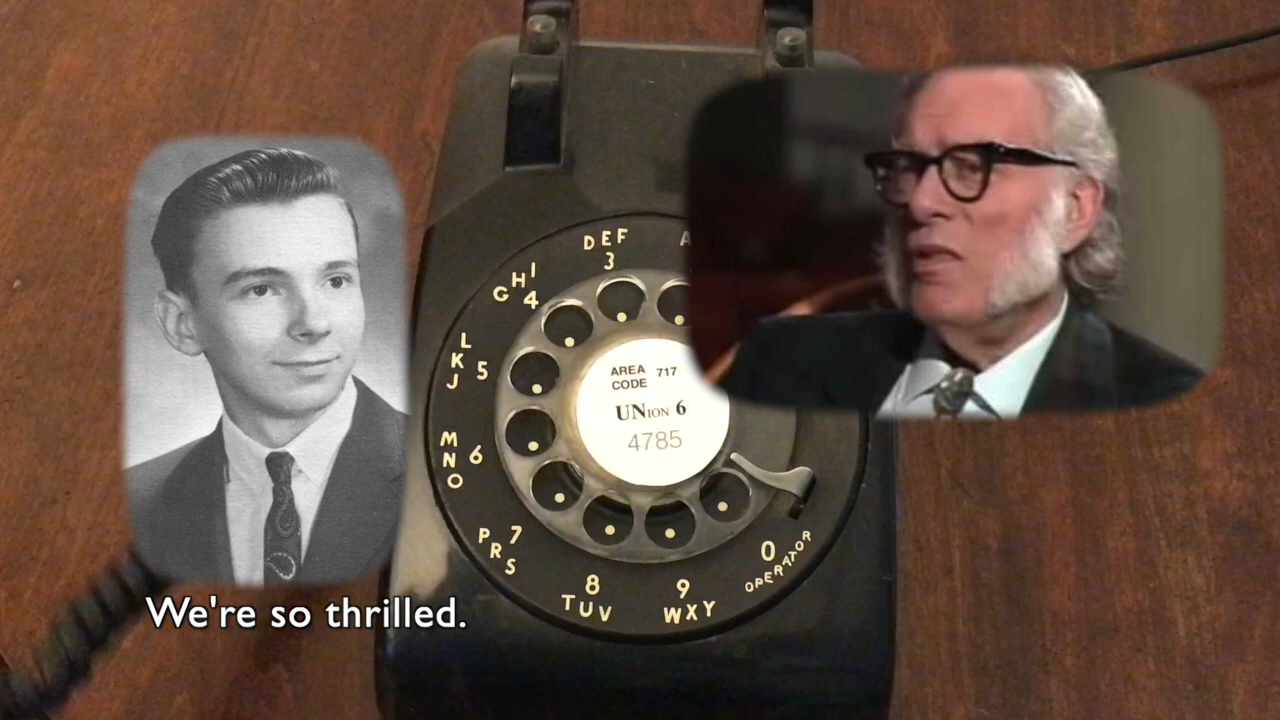 DEF
3
A
GHI
4
LKJ
5
AREA 717
CODE
UNION 6
4785
MNO
6
PRS
7
8
TUV
9
WXY
0
OPERATOR
We're so thrilled.